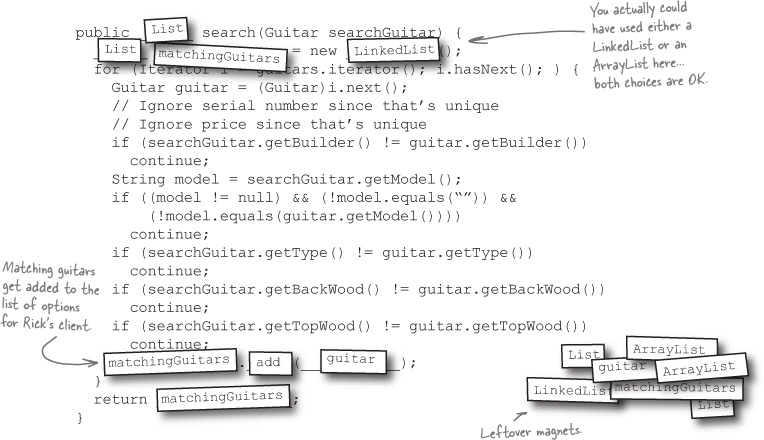 public List search(Guitar searchGuitar) {
List matchingGuitars = new LinkedList();
for (Iterator i = guitars.iterator(); i.hasNext(); ) {
Guitar guitar = (Guitar)i.next();
// Ignore serial number since that’s unique
// Ignore price since that’s unique
if (searchGuitar.getBuilder() != guitar.getBuilder())
continue;
String model = searchGuitar.getModel();
if ((model != null) && (!model.equals(“”)) &&
(!model.equals(guitar.getModel())))
continue;
if (searchGuitar.getType() != guitar.getType())
continue;
if (searchGuitar.getBackWood() != guitar.getBackWood())
continue;
if (searchGuitar.getTopWood() != guitar.getTopWood())
continue;
matchingGuitars.add(guitar);
}
return matchingGuitars;
}
You actually could
have used either a
LinkedList or an
ArrayList here...
both choices are OK.
Matching guitars
get added to the
list of options
for Rick's client.
List
ArrayList
guitar
ArrayList
LinkedList
matchingGuitars
List
Leftover magnets.